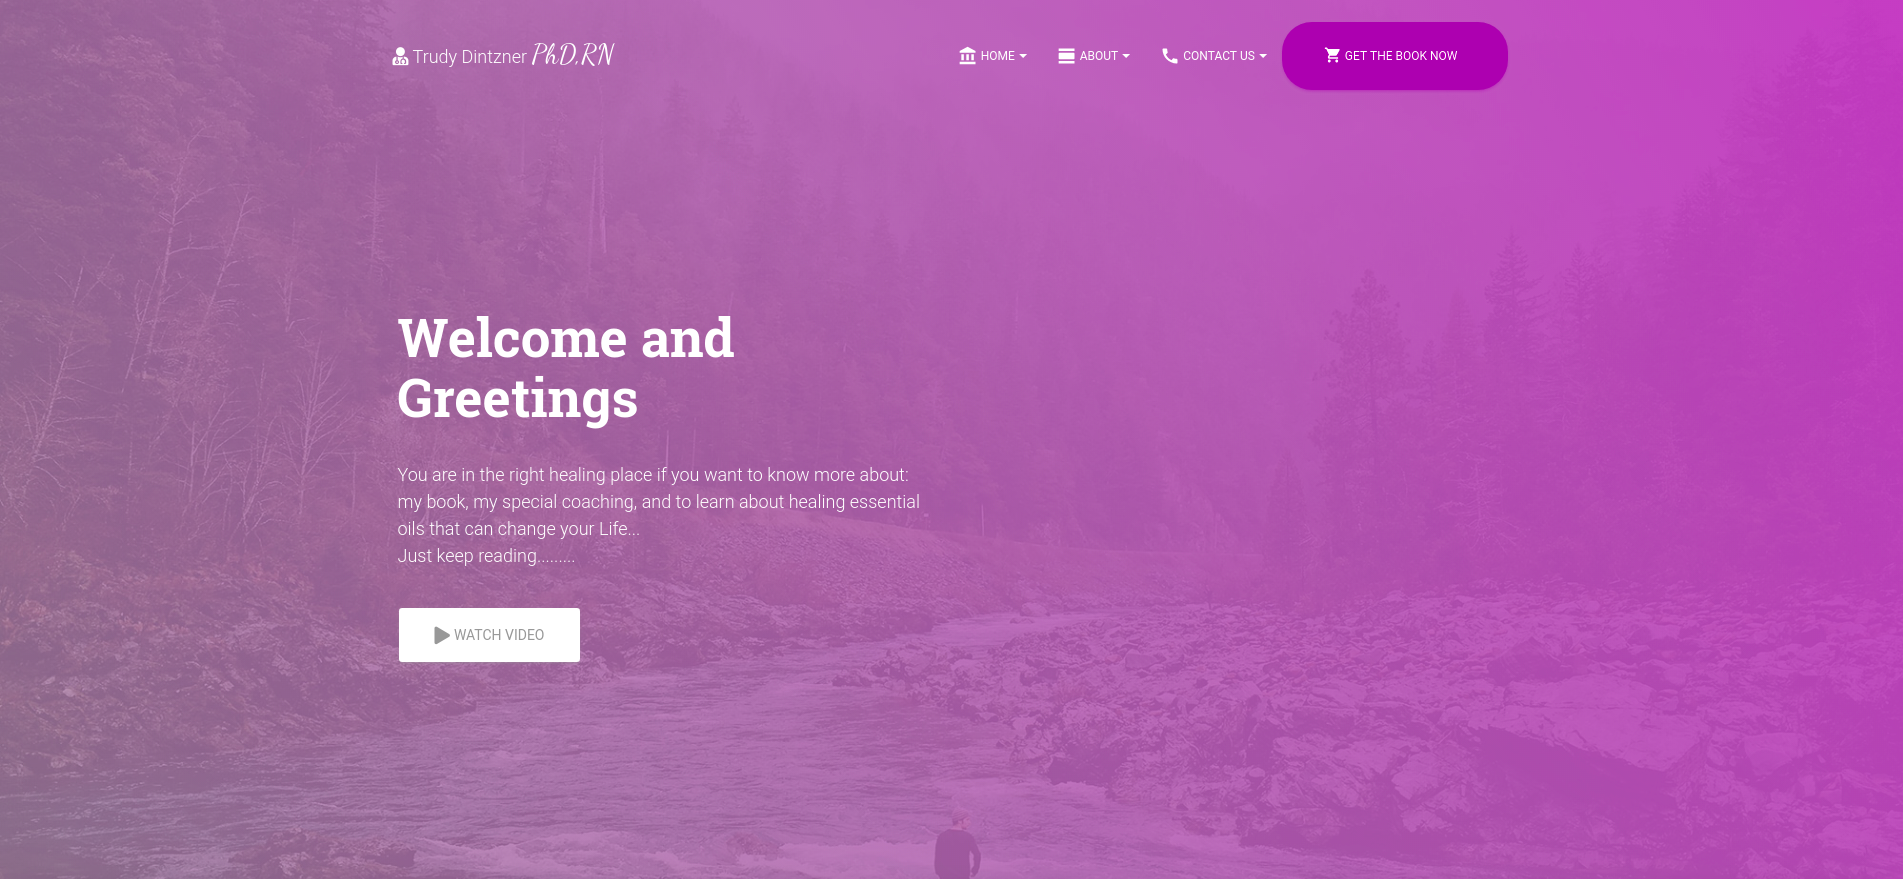 Trudy Dintzner PhD,RN
HOME
ABOUT
CONTACT US
GET THE BOOK NOW
Welcome and
Greetings
You are in the right healing place if you want to know more about:
my book, my special coaching, and to learn about healing essential
oils that can change your Life...
Just keep reading.........
WATCH VIDEO